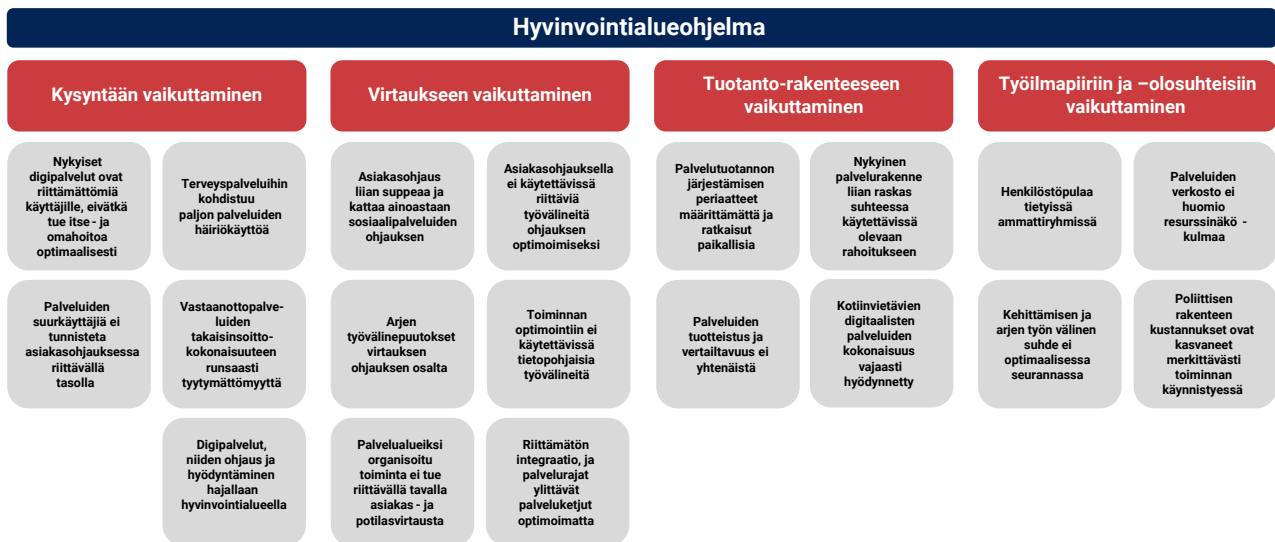 Hyvinvointialueohjelma
Kysyntään vaikuttaminen
Nykyiset
digipalvelut ovat
riittämättömiä
käyttäjille, eivätkä
tue itse - ja
omahoitoa
optimaalisesti
Terveyspalveluihin
kohdistuu
paljon palveluiden
häiriökäyttöä
Palveluiden
suurkäyttäjiä ei
tunnisteta
asiakasohjauksessa
riittävällä
tasolla
Vastaanottopalve-
luiden
takaisinsoitto-
kokonaisuuteen
runsaasti
tyytymättömyyttä
Digipalvelut,
niiden ohjaus ja
hyödyntäminen
hajallaan
hyvinvointialueella
Virtaukseen vaikuttaminen
Asiakasohjaus
liian suppeaa ja
kattaa ainoastaan
sosiaalipalveluiden
ohjauksen
Asiakasohjauksella
ei käytettävissä
riittäviä
työvälineitä
ohjauksen
optimoimiseksi
Arjen
työvälinepuutokset
virtauksen
ohjauksen osalta
Toiminnan
optimointiin ei
käytettävissä
tietopohjaisia
työvälineitä
Palvelualueiksi
organisoitu
toiminta ei tue
riittävällä tavalla
asiakas - ja
potilasvirtausta
Riittämätön
integraatio, ja
palvelurajat
ylittävät
palveluketjut
optimoimatta
Tuotanto-rakenteeseen
vaikuttaminen
Palvelutuotannon
järjestämisen
periaatteet
määrittämättä ja
ratkaisut
paikallisia
Nykyinen
palvelurakenne
liian raskas
suhteessa
käytettävissä
olevaan
rahoitukseen
Palveluiden
tuotteistus ja
vertailtavuus ei
yhtenäistä
Kotiinvietävien
digitaalisten
palveluiden
kokonaisuus
vajaasti
hyödynnetty
Työilmapiiriin ja –olosuhteisiin
vaikuttaminen
Henkilöstöpulaa
tietyissä
ammattiryhmissä
Palveluiden
verkosto ei
huomio
resurssinäkö -
kulmaa
Kehittämisen ja
arjen työn välinen
suhde ei
optimaalisessa
seurannassa
Poliittisen
rakenteen
kustannukset ovat
kasvaneet
merkittävästi
toiminnan
käynnistyessä